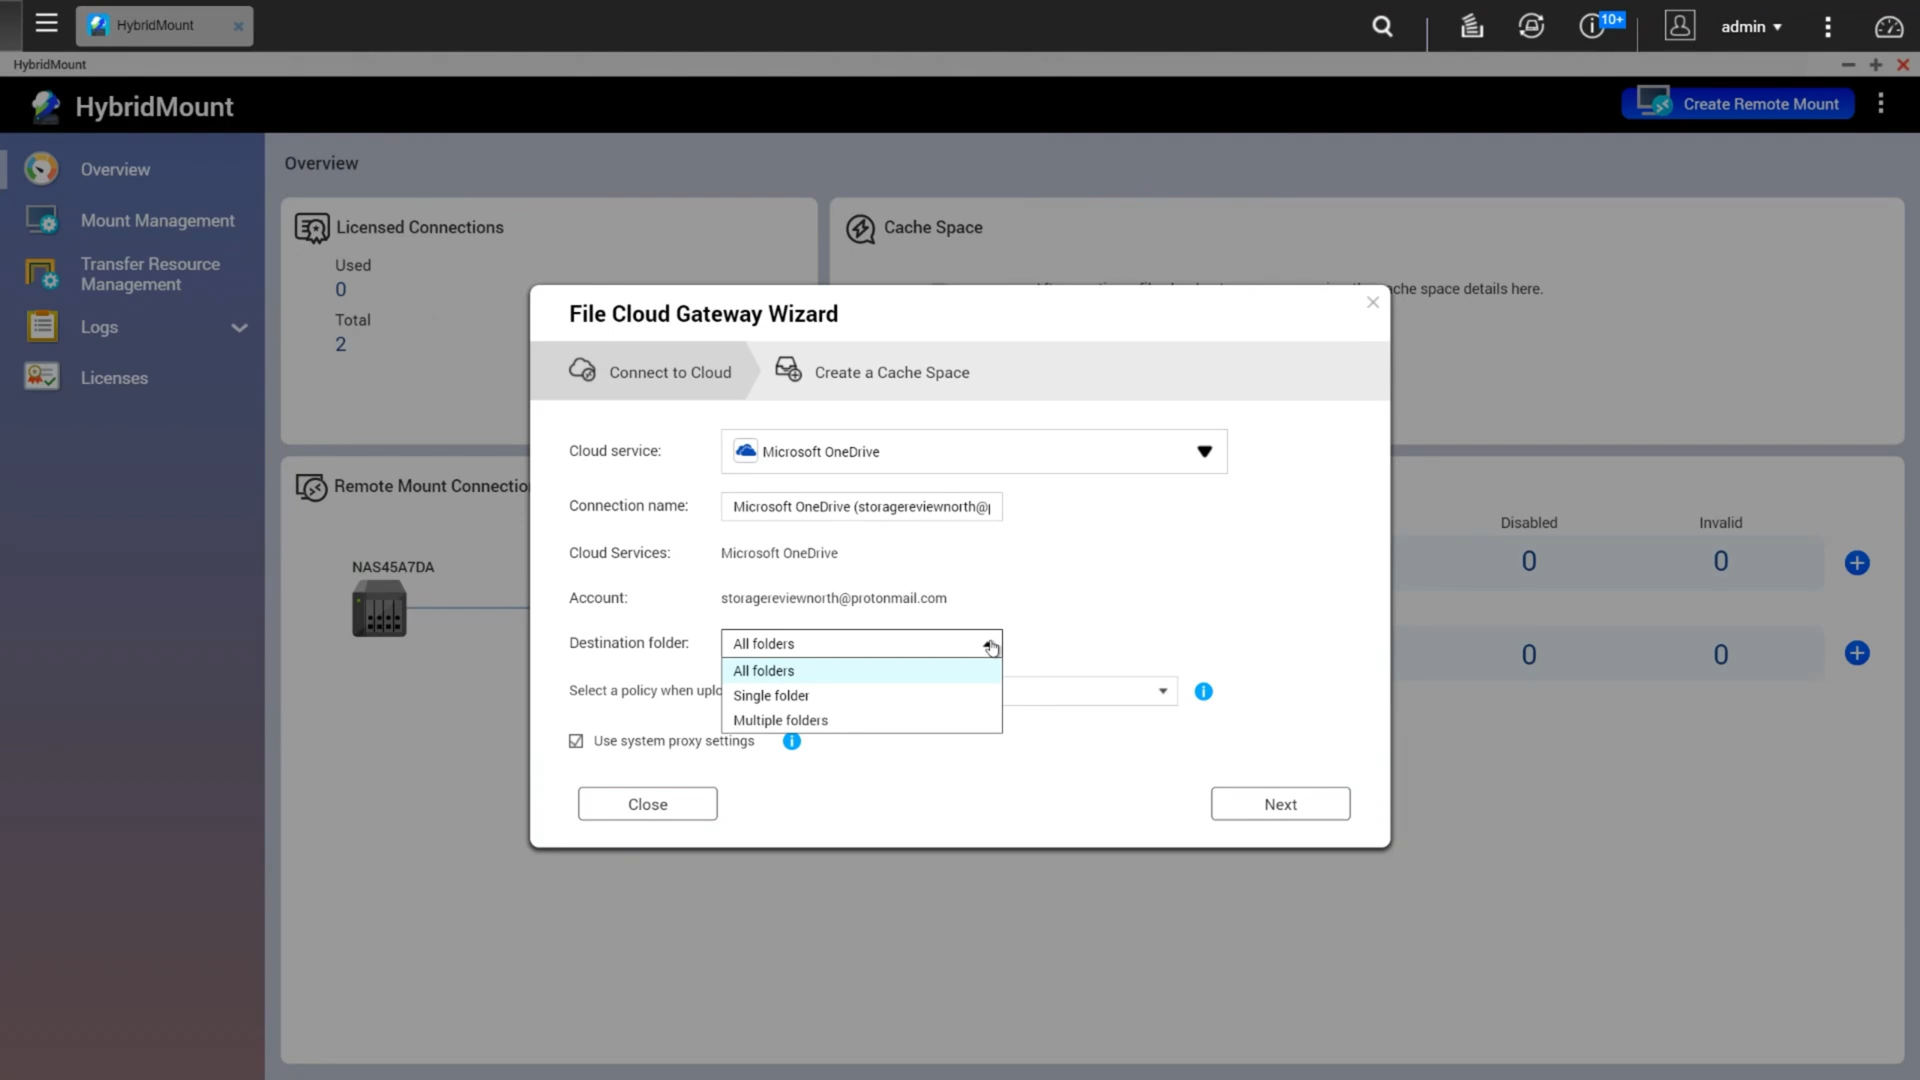 HybridMount
10+
admin
HybridMount
HybridMount
Create Remote Mount
Overview
Mount Management
Transfer Resource
Management
Logs
Licenses
Overview
Licensed Connections
Used
0
Total
2
Cache Space
ache space details here.
Remote Mount Connectio
NAS45A7DA
Disabled
Invalid
0
0
0
0
File Cloud Gateway Wizard
Connect to Cloud
Create a Cache Space
Cloud service:
Microsoft OneDrive
Connection name:
Microsoft OneDrive (storagereviewnorth@p
Cloud Services:
Microsoft OneDrive
Account:
storagereviewnorth@protonmail.com
Destination folder:
All folders
All folders
Single folder
Multiple folders
Select a policy when uplo
Use system proxy settings
Close
Next